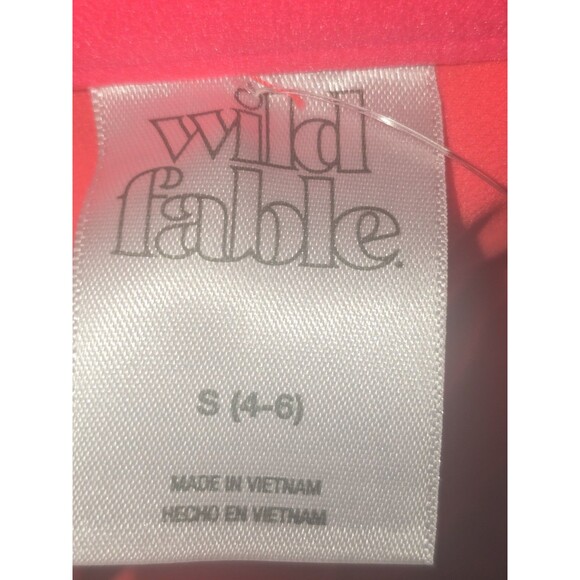 wild
fable.
S (4-6)
MADE IN VIETNAM
HECHO EN VIETNAM